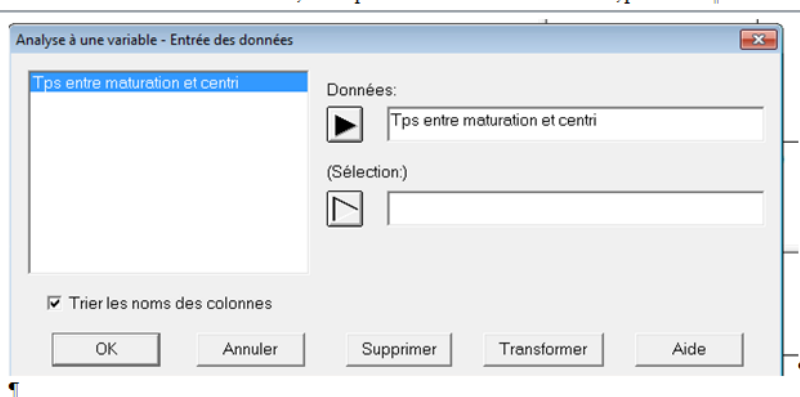 Analyse à une variable - Entrée des données
Tps entre maturation et centri
Données:
Tps entre maturation et centri
(Sélection:)
Trier les noms des colonnes
OK Annuler Supprimer Transformer Aide
¶